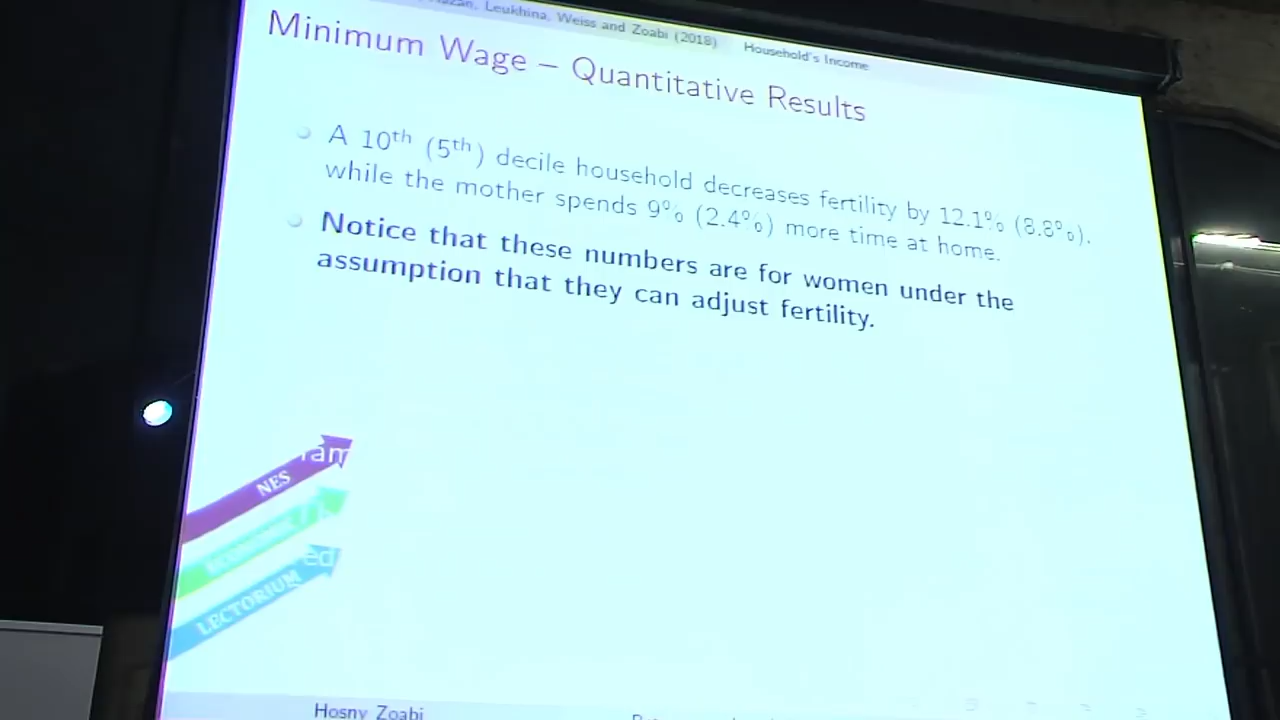 Leukhina, Weiss and Zoabi (2018) Household's Income
Minimum Wage – Quantitative Results
A 10th (5th) decile household decreases fertility by 12.1% (8.8%).
while the mother spends 9% (2.4%) more time at home.
Notice that these numbers are for women under the
assumption that they can adjust fertility.
NES
ECONOMIC
LECTORIUM
Hosny Zoabi